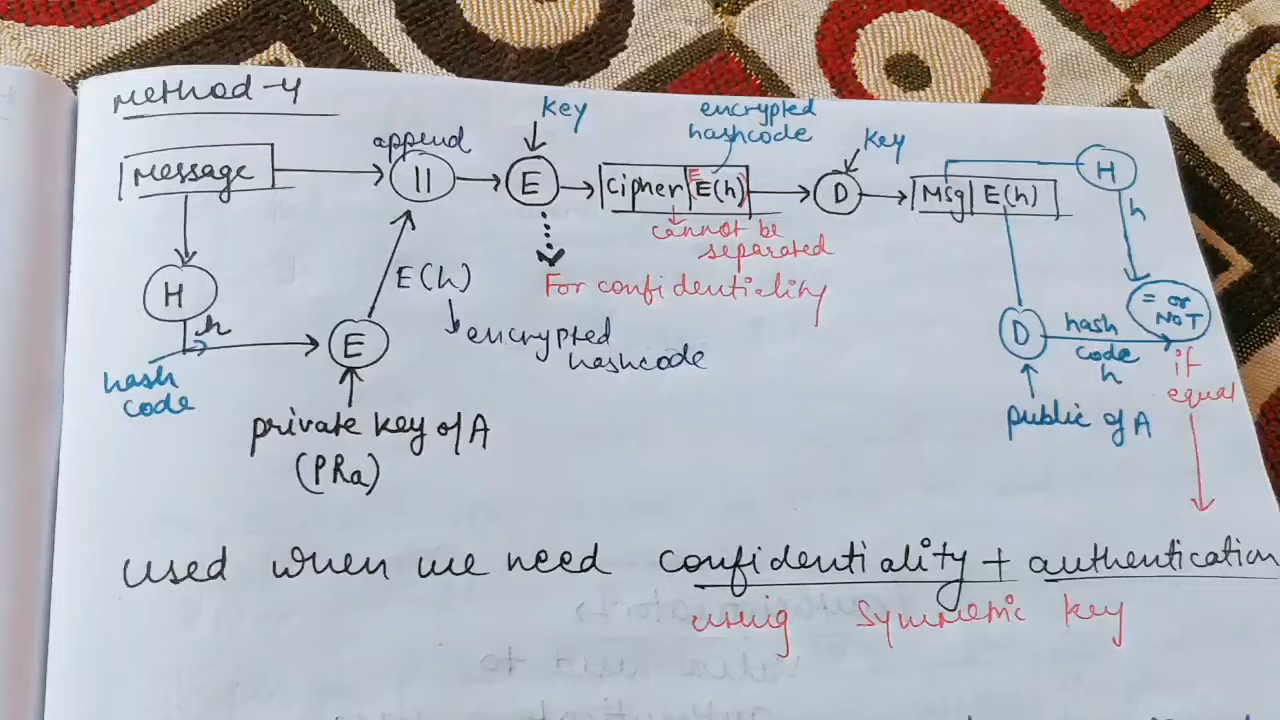 Method-4
Message
append
||
Key
E
encrypted
hashcode
Cipher E E(h)
cannot be
separated
Key
D
Msg E(h)
H
h
= or
NOT
if
equal
For confidentiality
H
h
hash
code
E
E(h)
encrypted
hashcode
private key of A
(PRa)
D
hash
code
h
public of A
used when we need confidentiality + authentication
using symmetric key